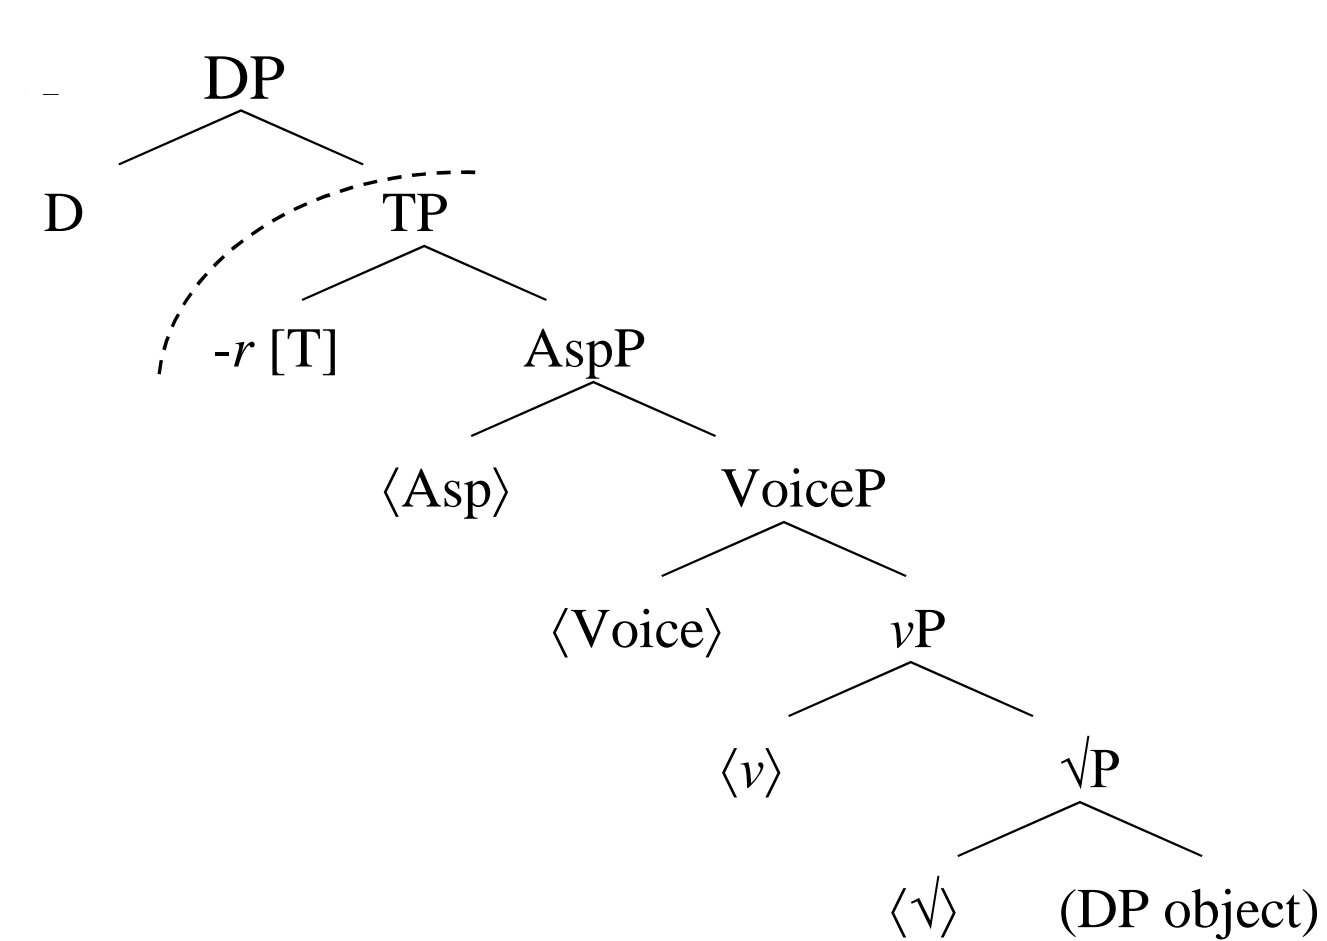 DP
D TP
-r [T] AspP
⟨Asp⟩ VoiceP
⟨Voice⟩ vP
⟨v⟩ √P
⟨√⟩ (DP object)